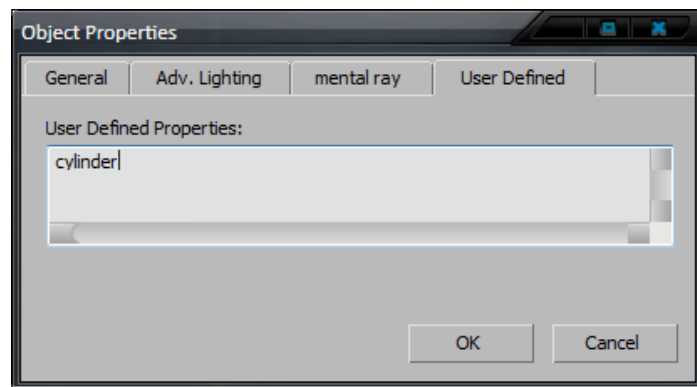 Object Properties
General Adv. Lighting mental ray User Defined
User Defined Properties:
cylinder
OK Cancel